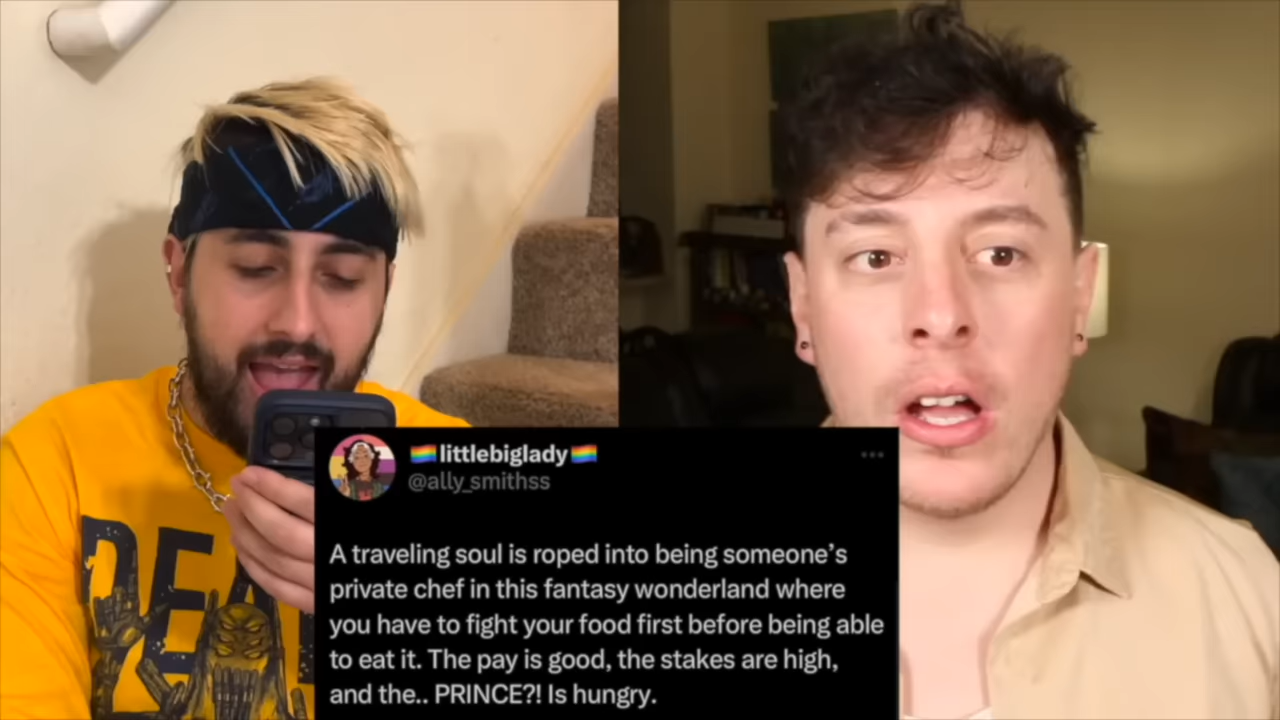 🏳️‍🌈littlebiglady🏳️‍🌈
@ally_smithss
A traveling soul is roped into being someone’s
private chef in this fantasy wonderland where
you have to fight your food first before being able
to eat it. The pay is good, the stakes are high,
and the.. PRINCE?! Is hungry.